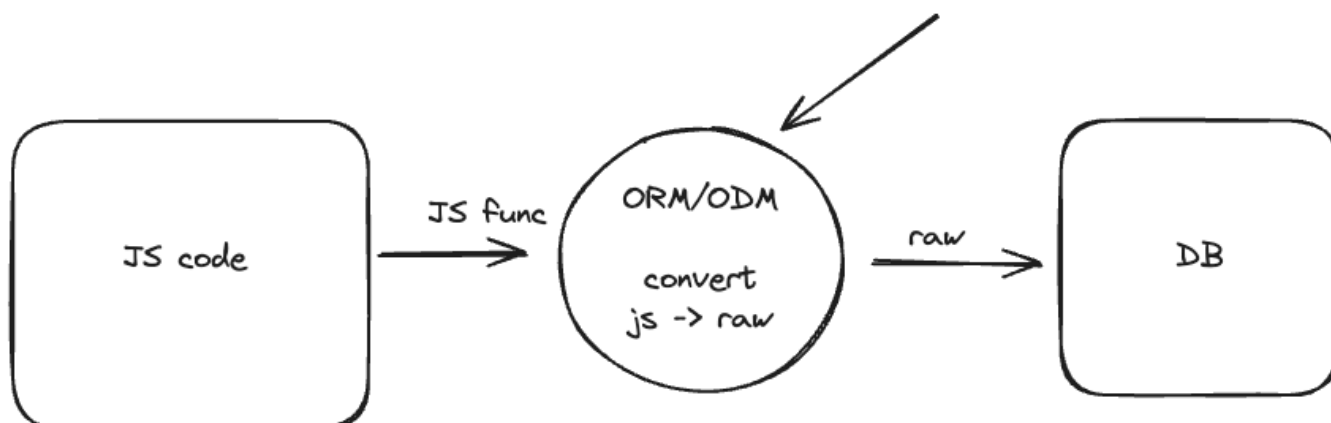 JS code
JS func
ORM/ODM
convert
js -> raw
raw
DB